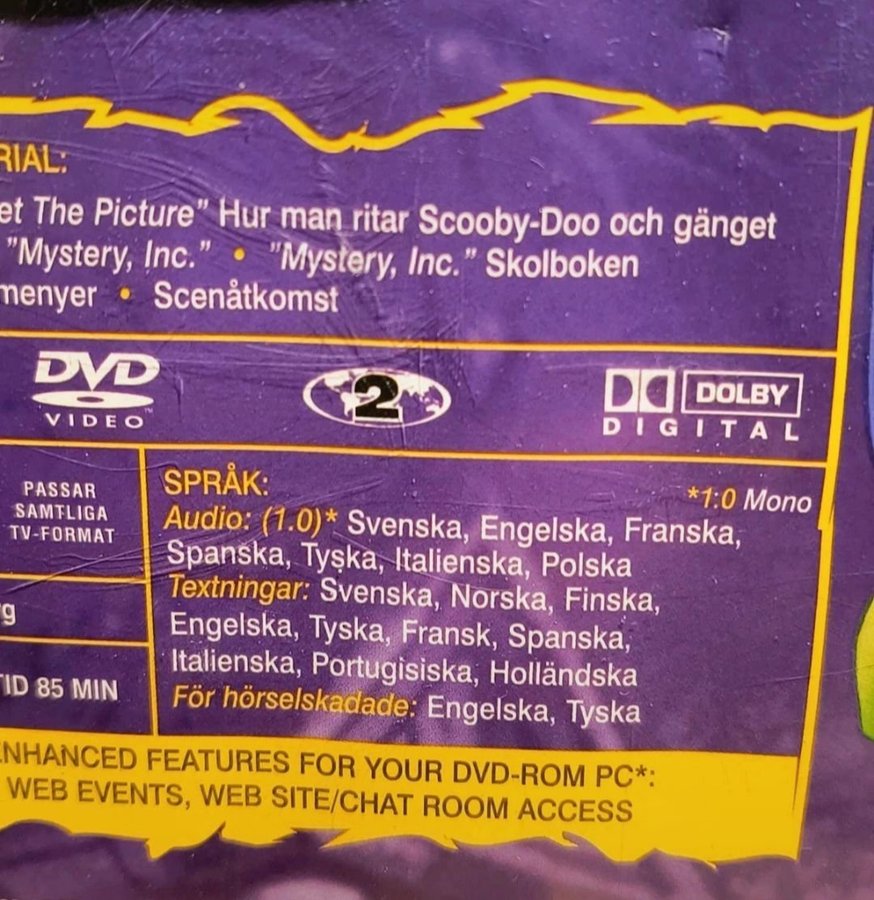 RIAL:
et The Picture" Hur man ritar Scooby-Doo och gänget
"Mystery, Inc." • "Mystery, Inc." Skolboken
menyer • Scenåtkomst
DVD
VIDEO™
2
DOLBY
DIGITAL
PASSAR
SAMTLIGA
TV-FORMAT
g
TID 85 MIN
SPRÅK:
*1:0 Mono
Audio: (1.0)* Svenska, Engelska, Franska,
Spanska, Tyska, Italienska, Polska
Textningar: Svenska, Norska, Finska,
Engelska, Tyska, Fransk, Spanska,
Italienska, Portugisiska, Holländska
För hörselskadade: Engelska, Tyska
ENHANCED FEATURES FOR YOUR DVD-ROM PC*:
WEB EVENTS, WEB SITE/CHAT ROOM ACCESS